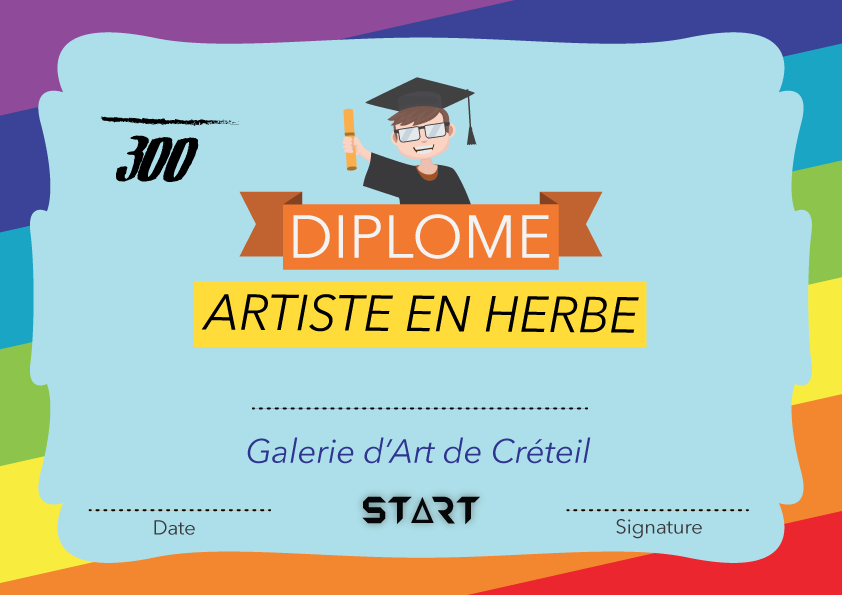 300
DIPLOME
ARTISTE EN HERBE
Galerie d'Art de Créteil
START
Date
Signature